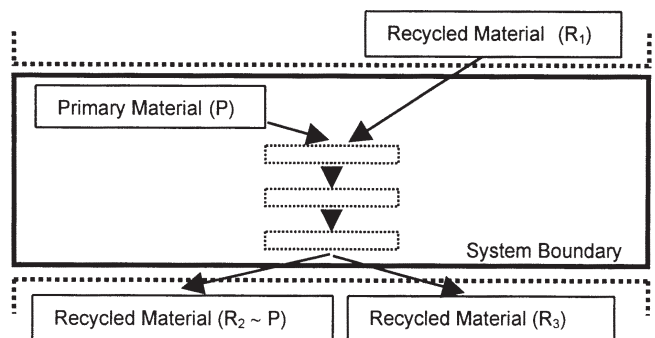 Recycled Material (R₁)
Primary Material (P)
System Boundary
Recycled Material (R₂ ~ P)
Recycled Material (R₃)